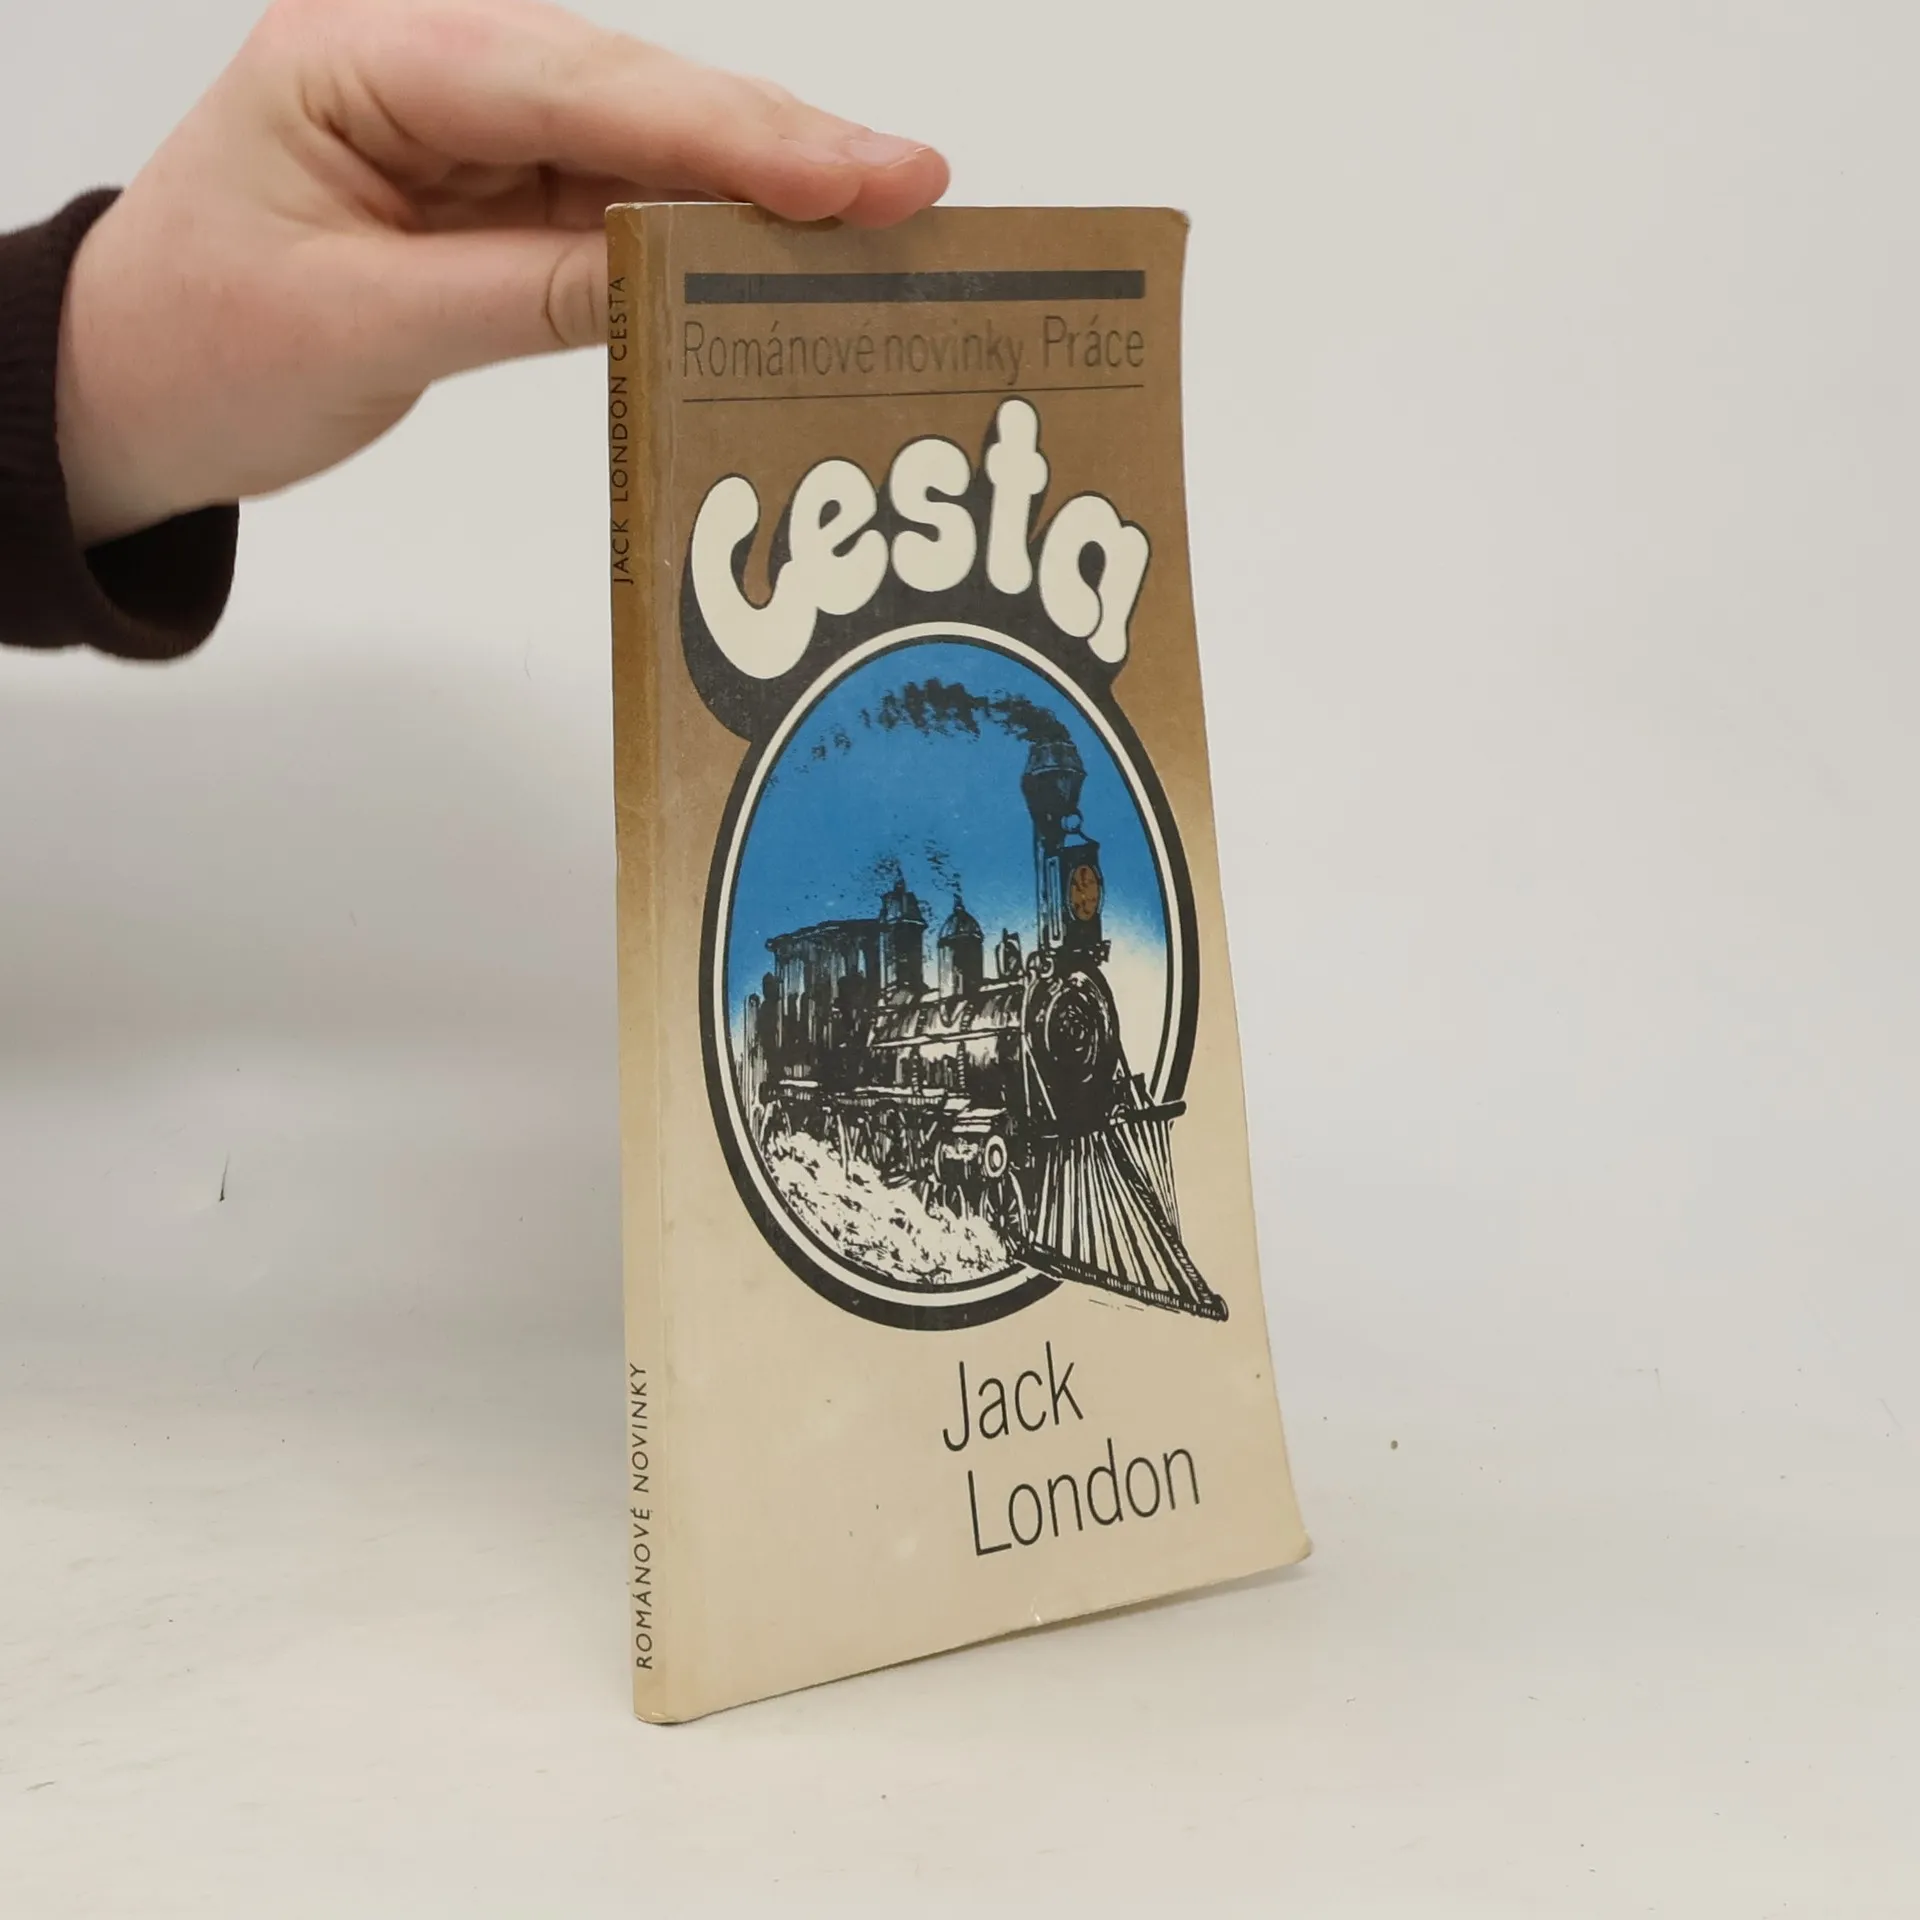 JACK LONDON CESTA
ROMÁNOVÉ NOVINKY
Románové novinky Práce
Cesta
Jack
London